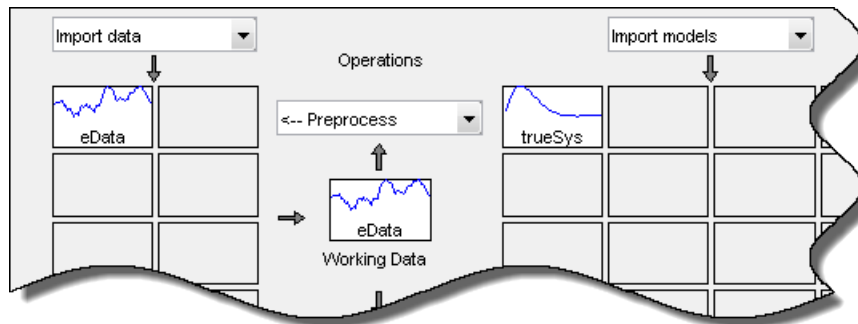 Import data
Import models
Operations
eData
<-- Preprocess
trueSys
eData
Working Data